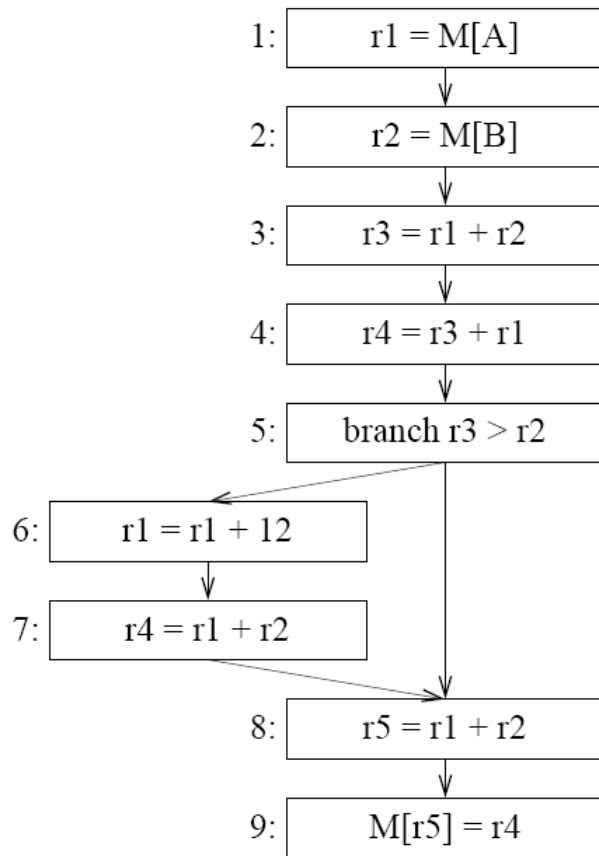 1: r1 = M[A]
2: r2 = M[B]
3: r3 = r1 + r2
4: r4 = r3 + r1
5: branch r3 > r2
6: r1 = r1 + 12
7: r4 = r1 + r2
8: r5 = r1 + r2
9: M[r5] = r4